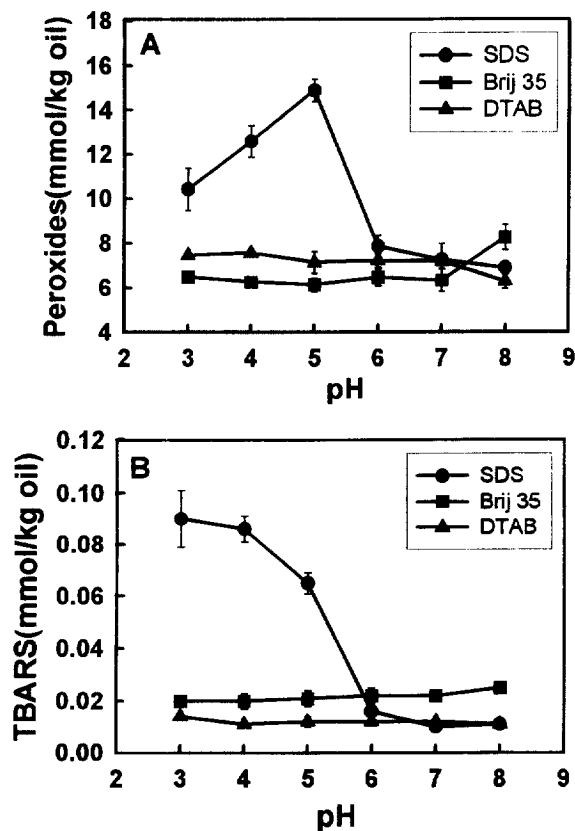 A
SDS
Brij 35
DTAB
Peroxides(mmol/kg oil)
18
16
14
12
10
8
6
4
2 3 4 5 6 7 8 9
pH
B
SDS
Brij 35
DTAB
TBARS(mmol/kg oil)
0.12
0.10
0.08
0.06
0.04
0.02
0.00
2 3 4 5 6 7 8 9
pH